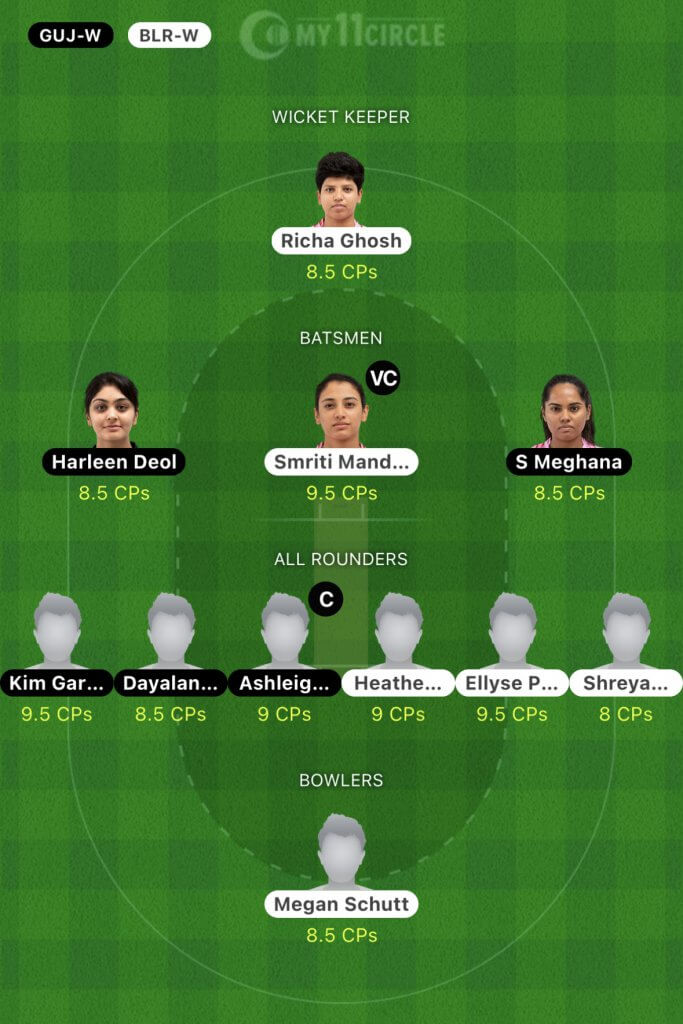 GUJ-W BLR-W MY11CIRCLE
WICKET KEEPER
Richa Ghosh
8.5 CPs
BATSMEN
VC
Harleen Deol Smriti Mand... S Meghana
8.5 CPs 9.5 CPs 8.5 CPs
ALL ROUNDERS
C
Kim Gar... Dayalan... Ashleig... Heathe... Ellyse P... Shreya...
9.5 CPs 8.5 CPs 9 CPs 9 CPs 9.5 CPs 8 CPs
BOWLERS
Megan Schutt
8.5 CPs